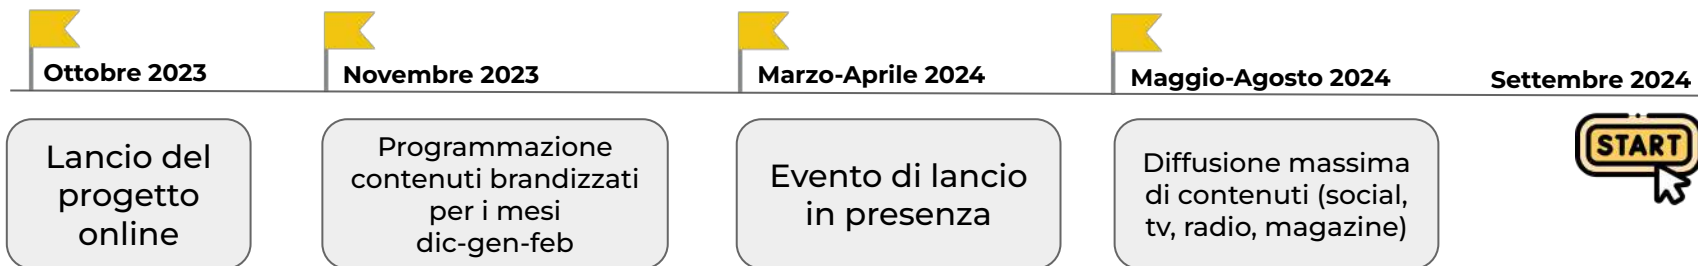 Ottobre 2023
Novembre 2023
Marzo-Aprile 2024
Maggio-Agosto 2024
Settembre 2024
Lancio del
progetto
online
Programmazione
contenuti brandizzati
per i mesi
dic-gen-feb
Evento di lancio
in presenza
Diffusione massima
di contenuti (social,
tv, radio, magazine)
START